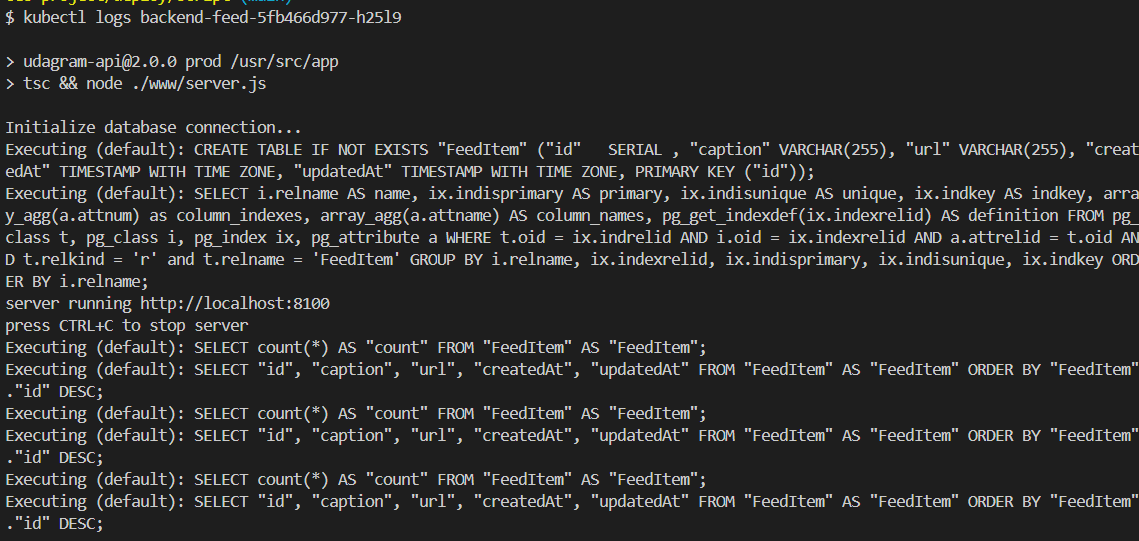 $ kubectl logs backend-feed-5fb466d977-h25l9
> udagram-api@2.0.0 prod /usr/src/app
> tsc && node ./www/server.js
Initialize database connection...
Executing (default): CREATE TABLE IF NOT EXISTS "FeedItem" ("id"   SERIAL , "caption" VARCHAR(255), "url" VARCHAR(255), "creat
edAt" TIMESTAMP WITH TIME ZONE, "updatedAt" TIMESTAMP WITH TIME ZONE, PRIMARY KEY ("id"));
Executing (default): SELECT i.relname AS name, ix.indisprimary AS primary, ix.indisunique AS unique, ix.indkey AS indkey, arra
y_agg(a.attnum) as column_indexes, array_agg(a.attname) AS column_names, pg_get_indexdef(ix.indexrelid) AS definition FROM pg_
class t, pg_class i, pg_index ix, pg_attribute a WHERE t.oid = ix.indrelid AND i.oid = ix.indexrelid AND a.attrelid = t.oid AN
D t.relkind = 'r' and t.relname = 'FeedItem' GROUP BY i.relname, ix.indexrelid, ix.indisprimary, ix.indisunique, ix.indkey ORD
ER BY i.relname;
server running http://localhost:8100
press CTRL+C to stop server
Executing (default): SELECT count(*) AS "count" FROM "FeedItem" AS "FeedItem";
Executing (default): SELECT "id", "caption", "url", "createdAt", "updatedAt" FROM "FeedItem" AS "FeedItem" ORDER BY "FeedItem"
."id" DESC;
Executing (default): SELECT count(*) AS "count" FROM "FeedItem" AS "FeedItem";
Executing (default): SELECT "id", "caption", "url", "createdAt", "updatedAt" FROM "FeedItem" AS "FeedItem" ORDER BY "FeedItem"
."id" DESC;
Executing (default): SELECT count(*) AS "count" FROM "FeedItem" AS "FeedItem";
Executing (default): SELECT "id", "caption", "url", "createdAt", "updatedAt" FROM "FeedItem" AS "FeedItem" ORDER BY "FeedItem"
."id" DESC;